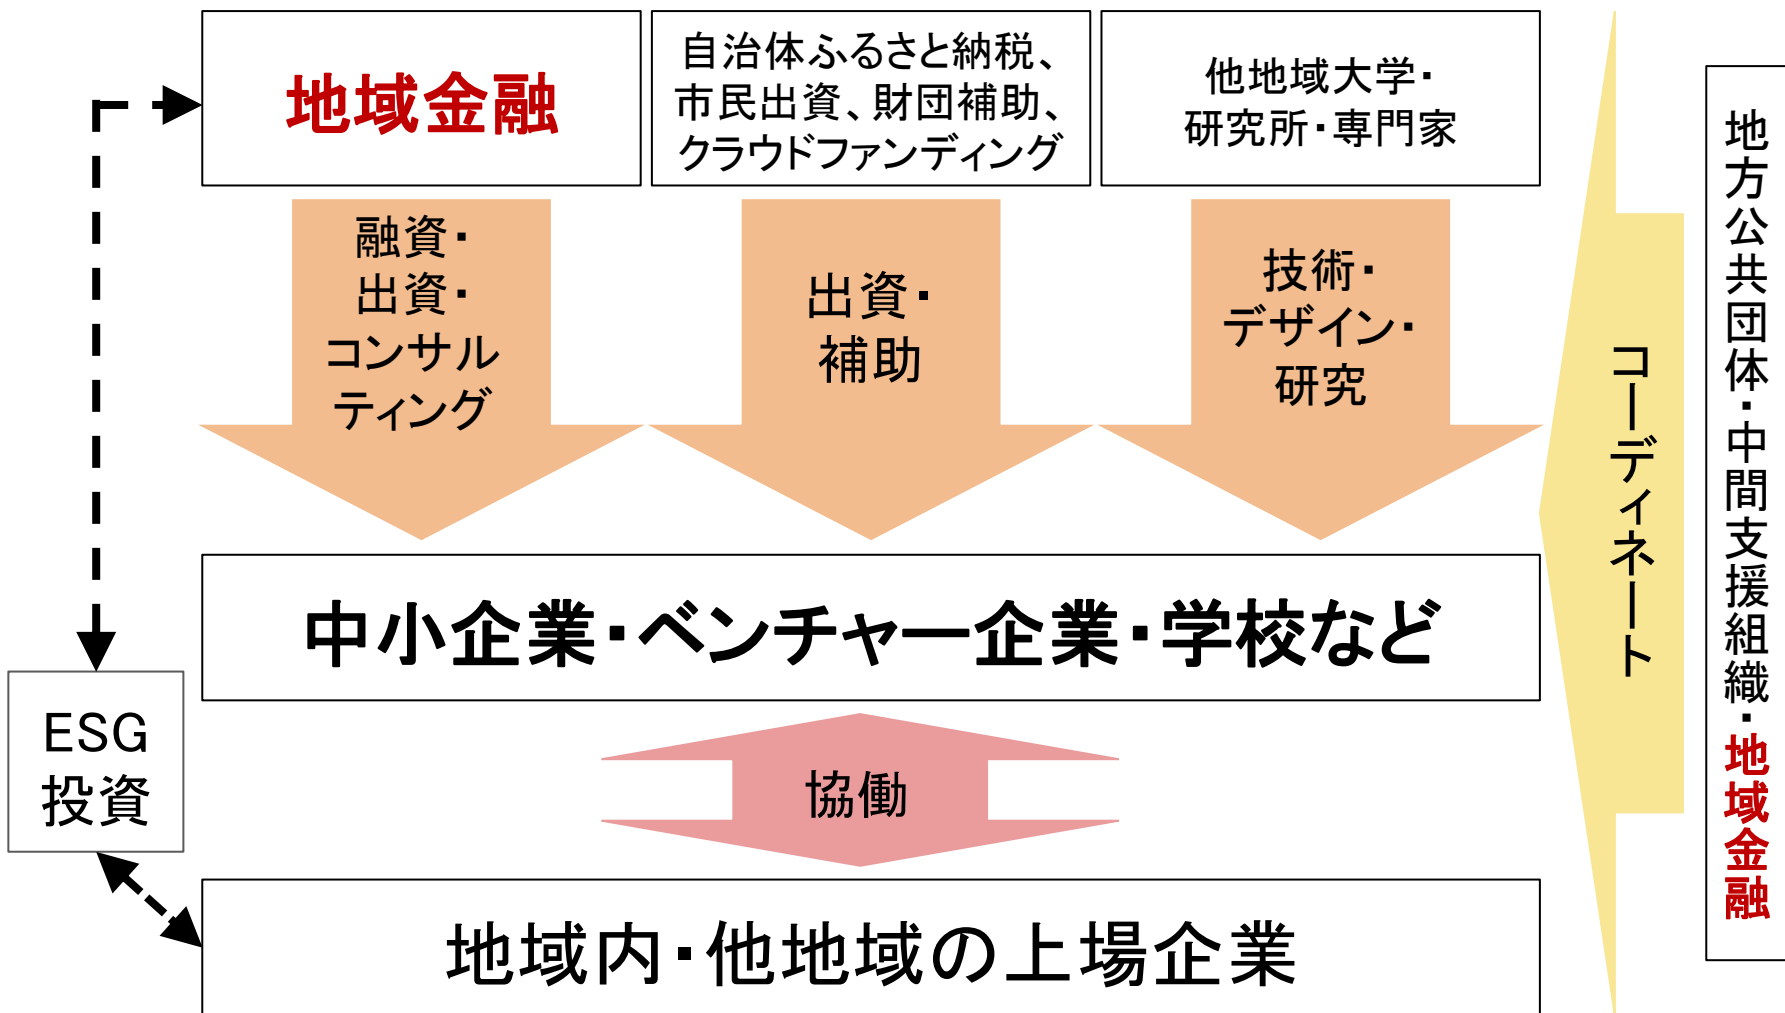 地域金融
自治体ふるさと納税、
市民出資、財団補助、
クラウドファンディング
他地域大学・
研究所・専門家
融資・
出資・
コンサル
ティング
出資・
補助
技術・
デザイン・
研究
中小企業・ベンチャー企業・学校など
協働
地域内・他地域の上場企業
ESG
投資
コーディネート
地方公共団体・中間支援組織・地域金融